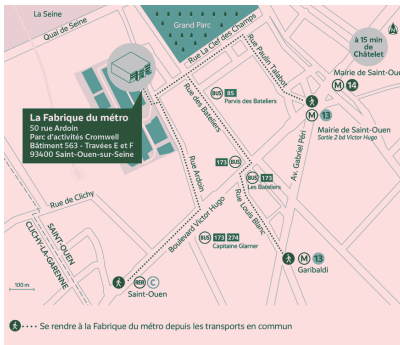 La Seine
Quai de Seine
Grand Parc
Rue La Clef des Champs
Rue Paulin Talabot
à 15 min
de
Châtelet
N
Mairie de Saint-Ouen
M 14
BUS 85
Parvis des Bateliers
Rue des Bateliers
M 13
Mairie de Saint-Ouen
Sortie 2 bd Victor Hugo
La Fabrique du métro
50 rue Ardoin
Parc d'activités Cromwell
Bâtiment 563 - Travées E et F
93400 Saint-Ouen-sur-Seine
Av. Gabriel Péri
173 BUS
BUS 173
Les Bateliers
Rue Ardoin
Rue de Clichy
Rue Louis Blanc
Boulevard Victor Hugo
SAINT-OUEN
CLICHY-LA-GARENNE
BUS 173 274
Capitaine Glarner
M 13
Garibaldi
RER C
Saint-Ouen
100 m
Se rendre à la Fabrique du métro depuis les transports en commun